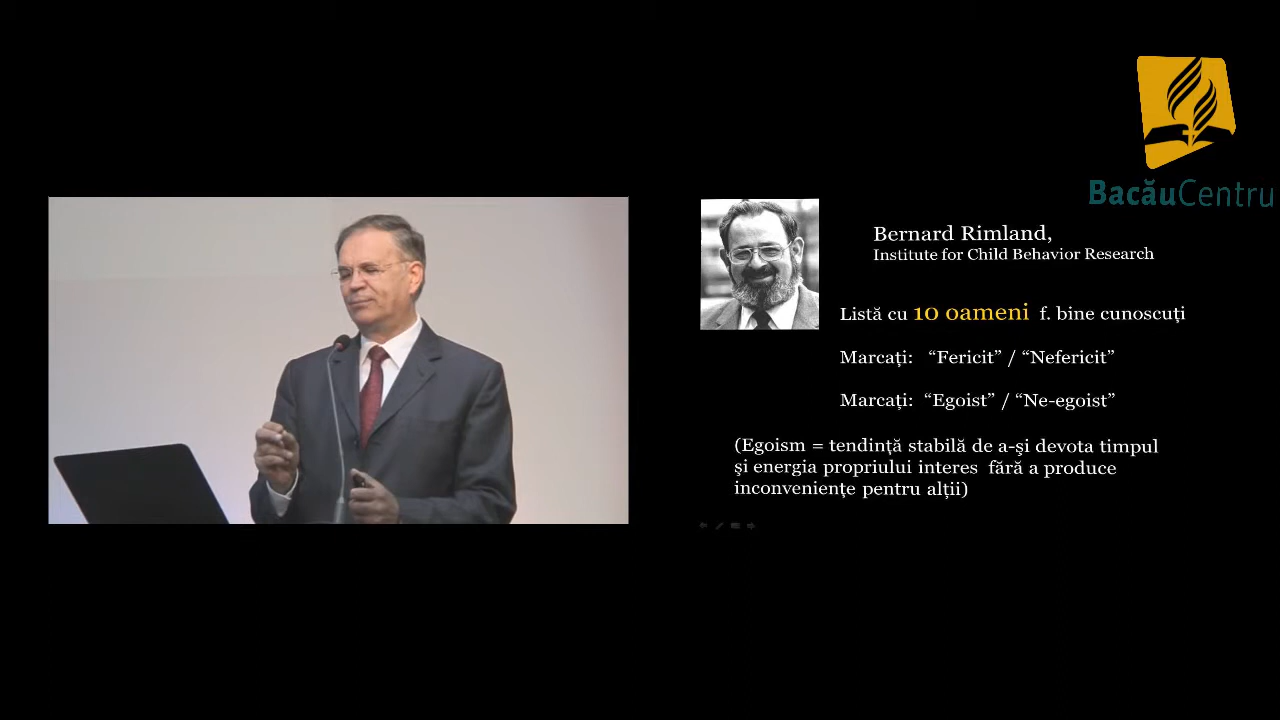 BacăuCentru
Bernard Rimland,
Institute for Child Behavior Research
Listă cu 10 oameni f. bine cunoscuţi
Marcaţi: “Fericit” / “Nefericit”
Marcaţi: “Egoist” / “Ne-egoist”
(Egoism = tendinţă stabilă de a-şi devota timpul
şi energia propriului interes fără a produce
inconvenienţe pentru alţii)